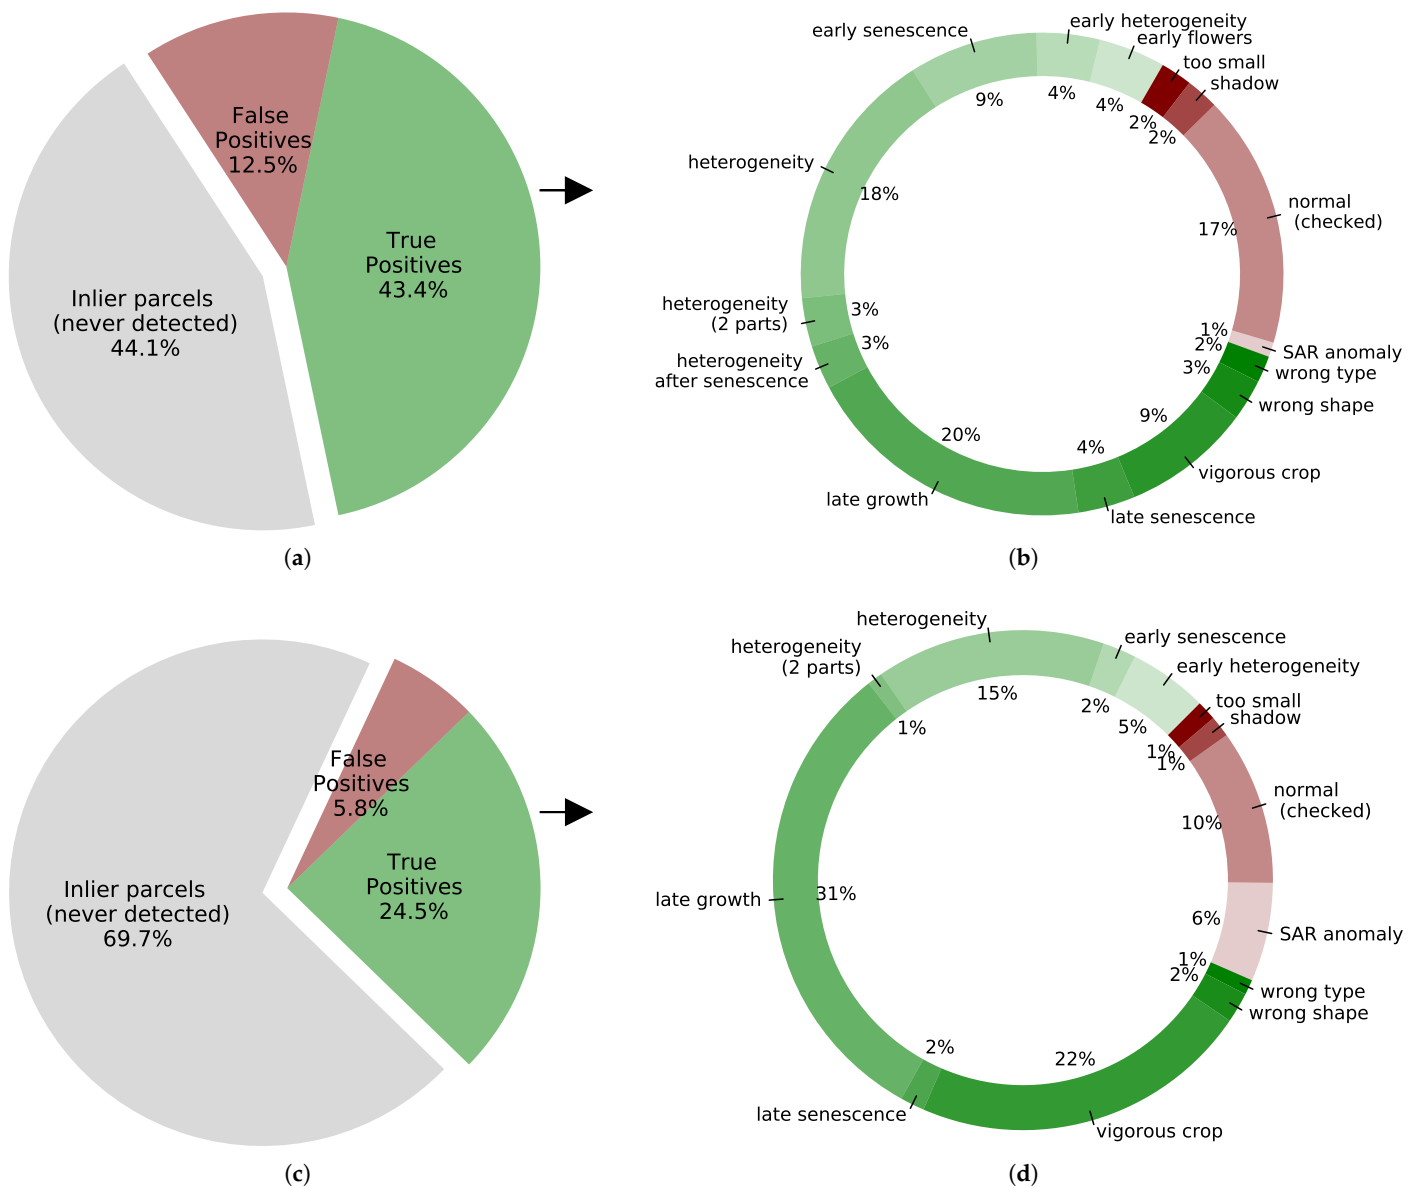 False
Positives
12.5%
True
Positives
43.4%
Inlier parcels
(never detected)
44.1%
(a)
early heterogeneity
early flowers
early senescence
too small
shadow
9%
4%
4%
2%
2%
heterogeneity
18%
normal
(checked)
17%
heterogeneity
(2 parts)
3%
3%
heterogeneity
after senescence
1%
2%
3%
SAR anomaly
wrong type
wrong shape
9%
20%
4%
vigorous crop
late growth
late senescence
(b)
False
Positives
5.8%
True
Positives
24.5%
Inlier parcels
(never detected)
69.7%
(c)
heterogeneity
heterogeneity
(2 parts)
early senescence
early heterogeneity
too small
shadow
15%
2%
5%
1%
1%
1%
normal
(checked)
10%
late growth
31%
6%
SAR anomaly
1%
2%
wrong type
wrong shape
2%
22%
late senescence
vigorous crop
(d)